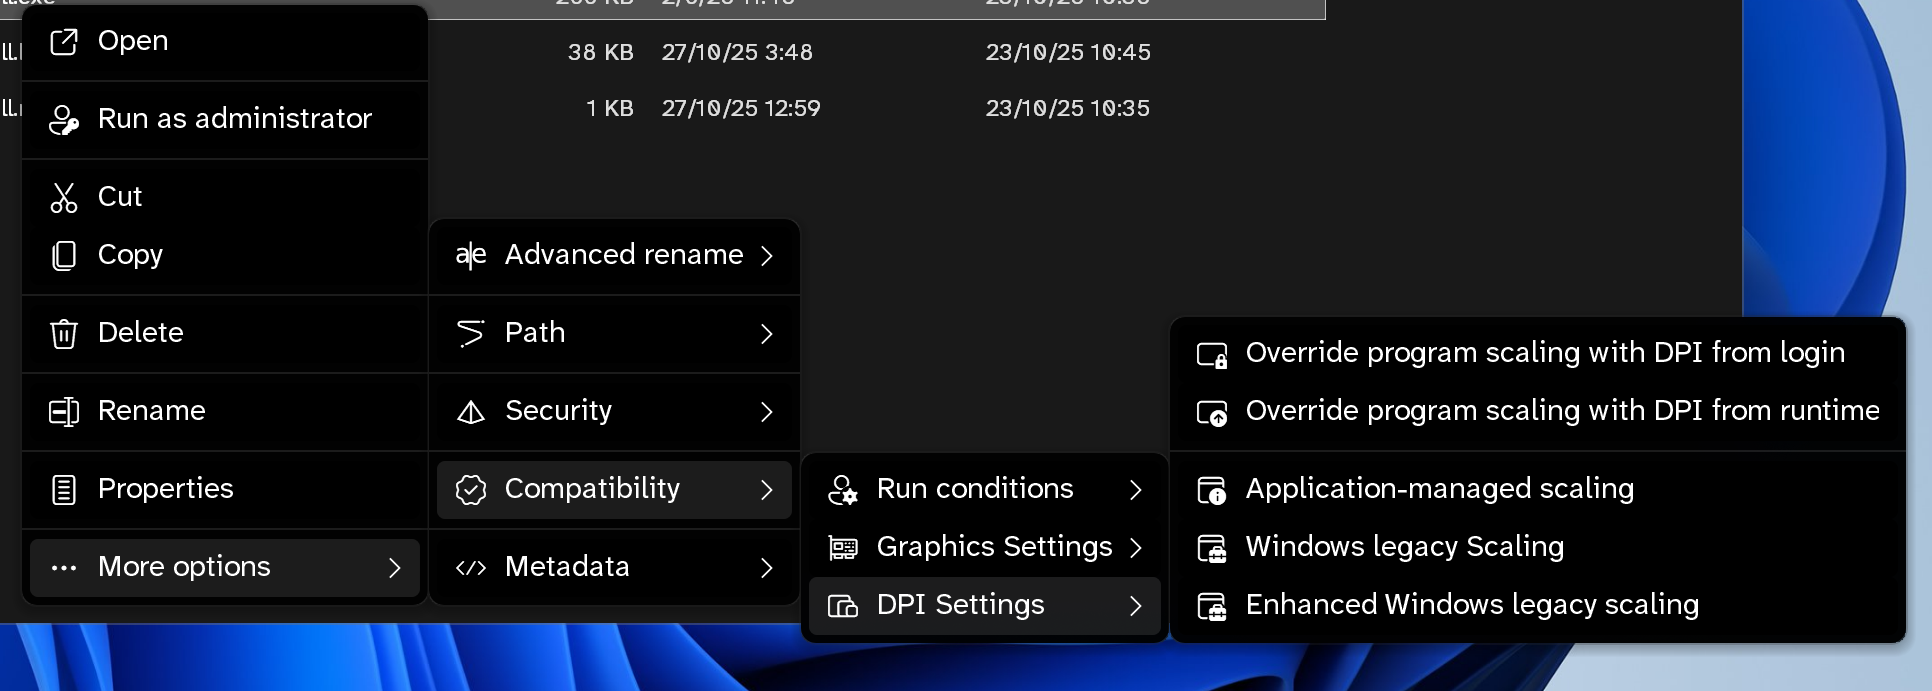 38 KB 27/10/25 3:48 23/10/25 10:45
1 KB 27/10/25 12:59 23/10/25 10:35
Open
Run as administrator
Cut
Copy
Delete
Rename
Properties
More options
Advanced rename
Path
Security
Compatibility
Metadata
Run conditions
Graphics Settings
DPI Settings
Override program scaling with DPI from login
Override program scaling with DPI from runtime
Application-managed scaling
Windows legacy Scaling
Enhanced Windows legacy scaling